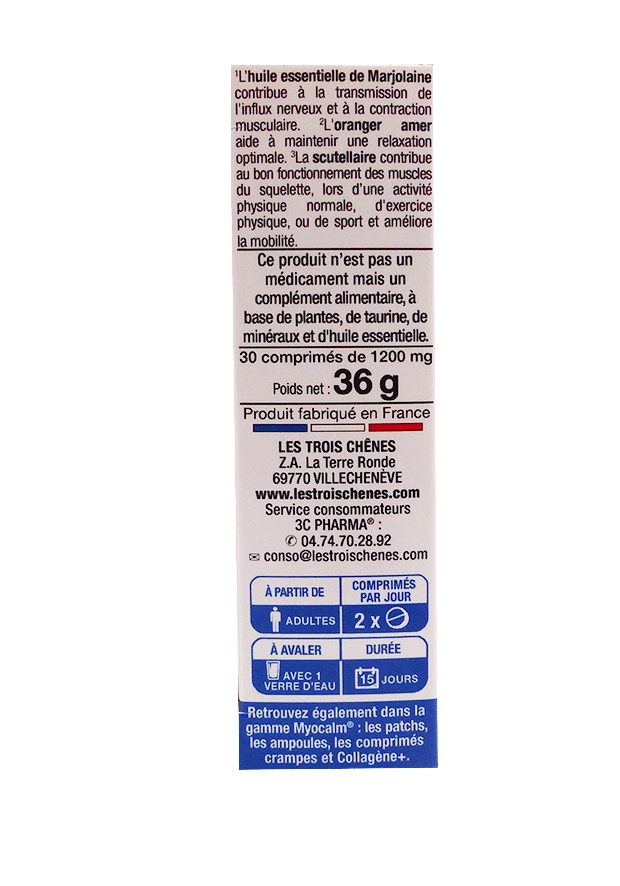 ¹L'huile essentielle de Marjolaine
contribue à la transmission de
l'influx nerveux et à la contraction
musculaire. ²L'oranger amer
aide à maintenir une relaxation
optimale. ³La scutellaire contribue
au bon fonctionnement des muscles
du squelette, lors d'une activité
physique normale, d'exercice
physique, ou de sport et améliore
la mobilité.
Ce produit n'est pas un
médicament mais un
complément alimentaire, à
base de plantes, de taurine, de
minéraux et d'huile essentielle.
30 comprimés de 1200 mg
Poids net : 36 g
Produit fabriqué en France
LES TROIS CHÊNES
Z.A. La Terre Ronde
69770 VILLECHENÈVE
www.lestroischenes.com
Service consommateurs
3C PHARMA® :
✆ 04.74.70.28.92
✉ conso@lestroischenes.com
À PARTIR DE
ADULTES
COMPRIMÉS
PAR JOUR
2 x
À AVALER
AVEC 1
VERRE D'EAU
DURÉE
15 JOURS
Retrouvez également dans la
gamme Myocalm® : les patchs,
les ampoules, les comprimés
crampes et Collagène+.